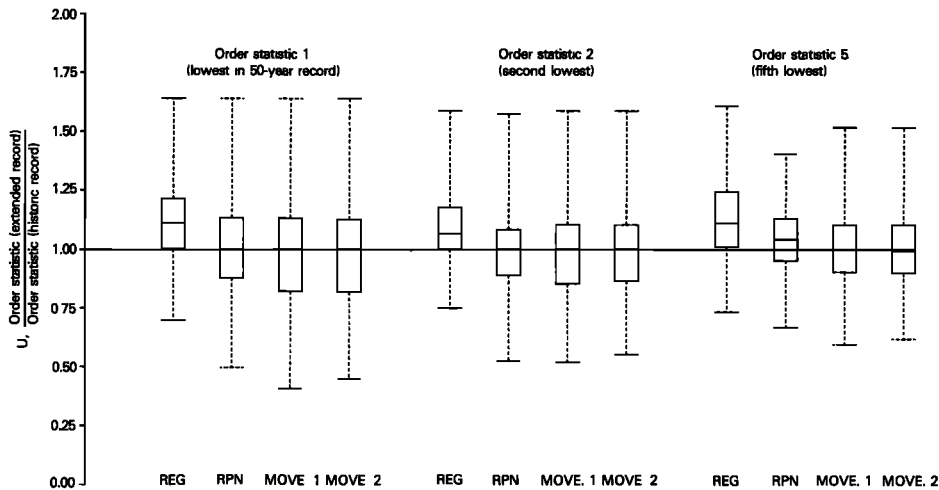 2.00
1.75
1.50
1.25
1.00
0.75
0.50
0.25
0.00
U, Order statistic (extended record)
Order statistic (historic record)
Order statistic 1
(lowest in 50-year record)
Order statistic 2
(second lowest)
Order statistic 5
(fifth lowest)
REG RPN MOVE 1 MOVE 2 REG RPN MOVE. 1 MOVE 2 REG RPN MOVE. 1 MOVE. 2